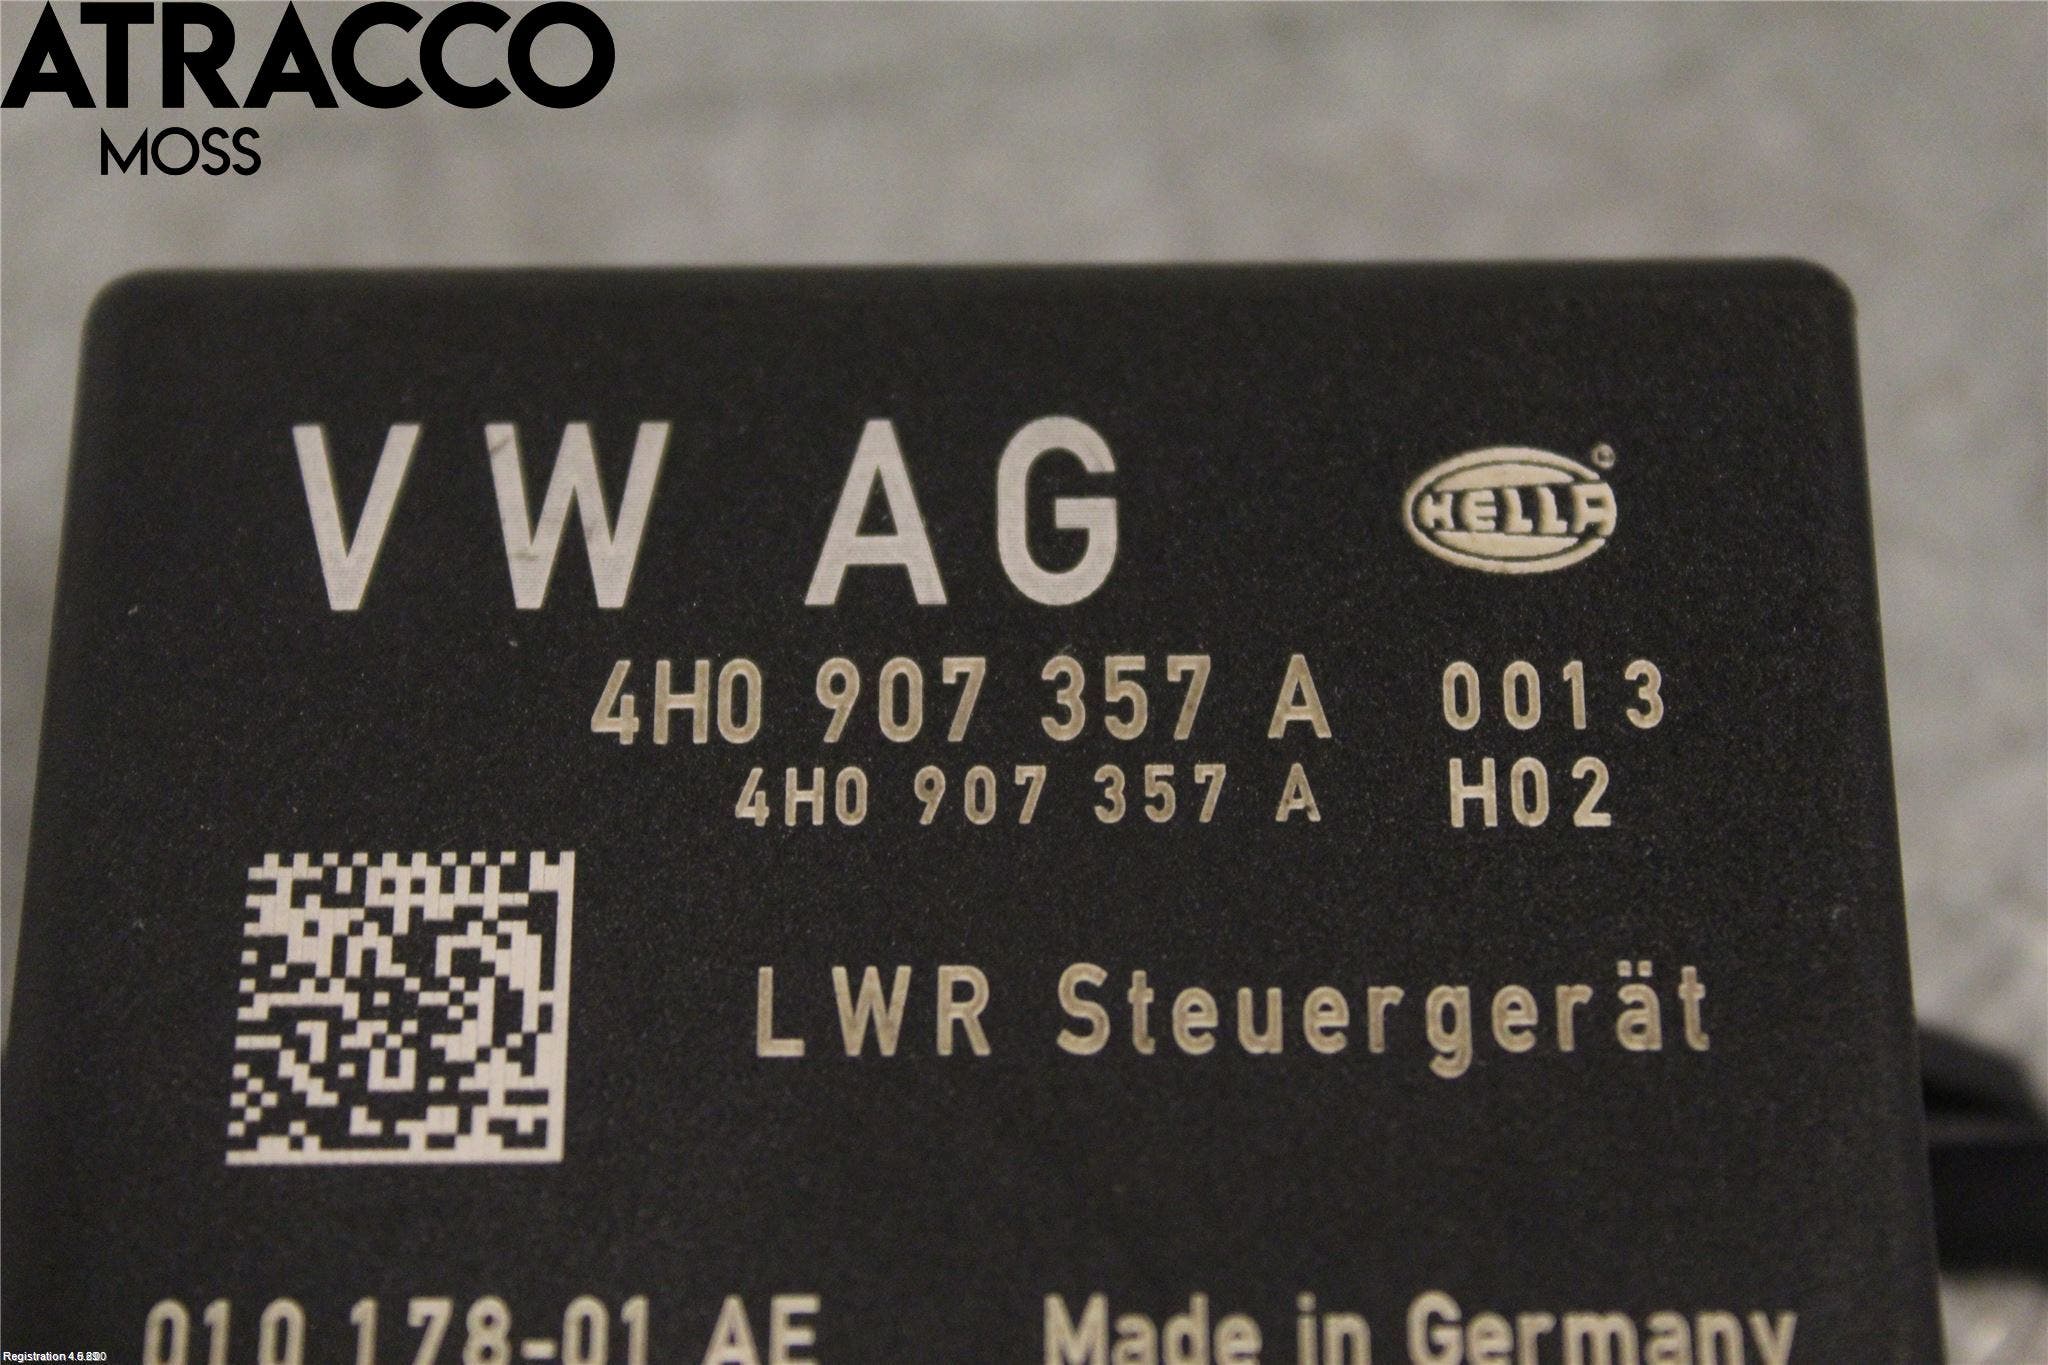 ATRACCO
MOSS
VW AG
HELLA
4H0 907 357 A 0013
4H0 907 357 A H02
LWR Steuergerät
010 178-01 AE Made in Germany
Registration